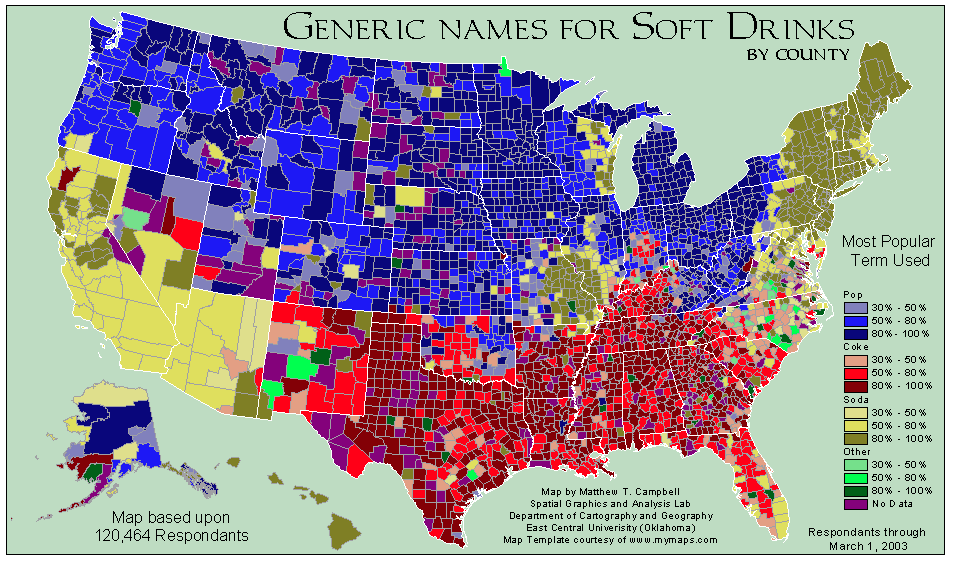 GENERIC NAMES FOR SOFT DRINKS
BY COUNTY
Most Popular
Term Used
Pop
30% - 50%
50% - 80%
80% - 100%
Coke
30% - 50%
50% - 80%
80% - 100%
Soda
30% - 50%
50% - 80%
80% - 100%
Other
30% - 50%
50% - 80%
80% - 100%
No Data
Map by Matthew T. Campbell
Spatial Graphics and Analysis Lab
Department of Cartography and Geography
East Central Univerisity (Oklahoma)
Map Template courtesy of www.mymaps.com
Map based upon
120,464 Respondants
Respondents through
March 1, 2003